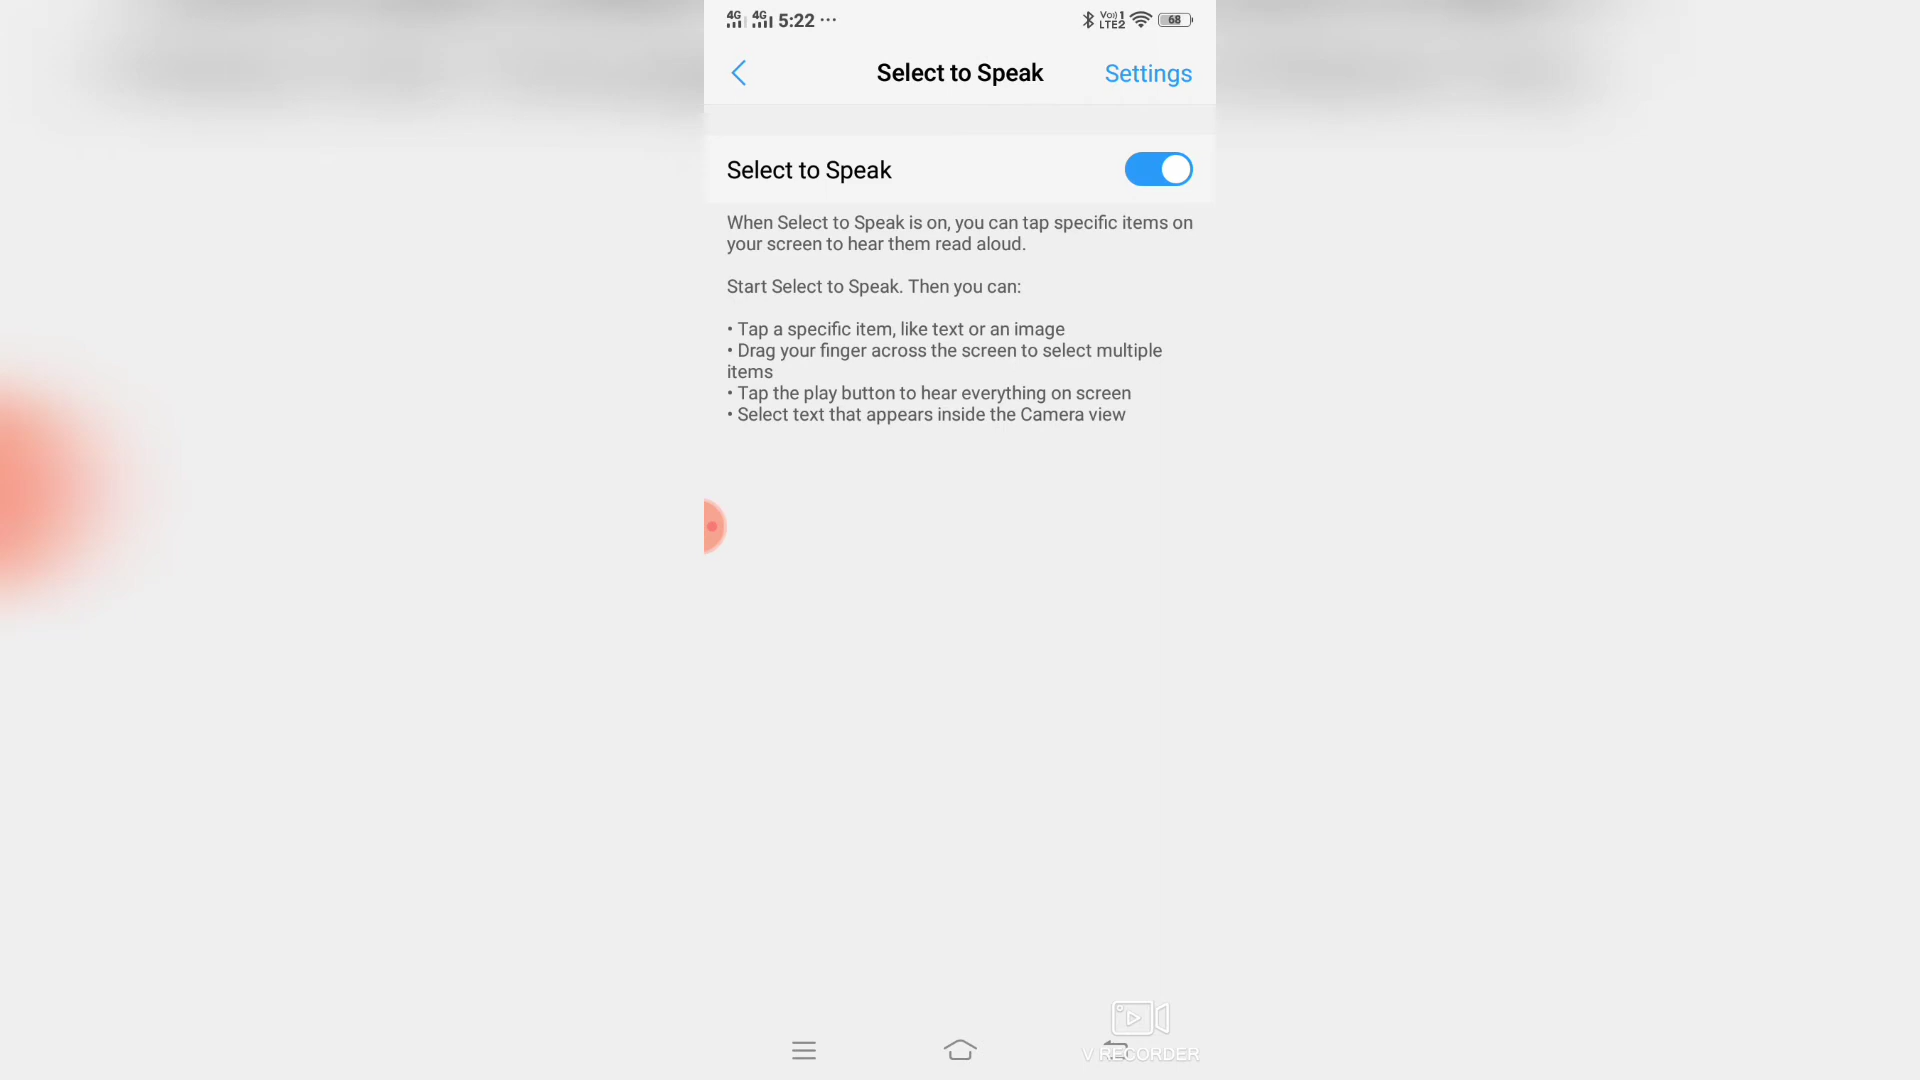 4G 4G 5:22 ··· Vo) 1 LTE2 68
Select to Speak Settings
Select to Speak
When Select to Speak is on, you can tap specific items on
your screen to hear them read aloud.
Start Select to Speak. Then you can:
• Tap a specific item, like text or an image
• Drag your finger across the screen to select multiple
items
• Tap the play button to hear everything on screen
• Select text that appears inside the Camera view
V RECORDER